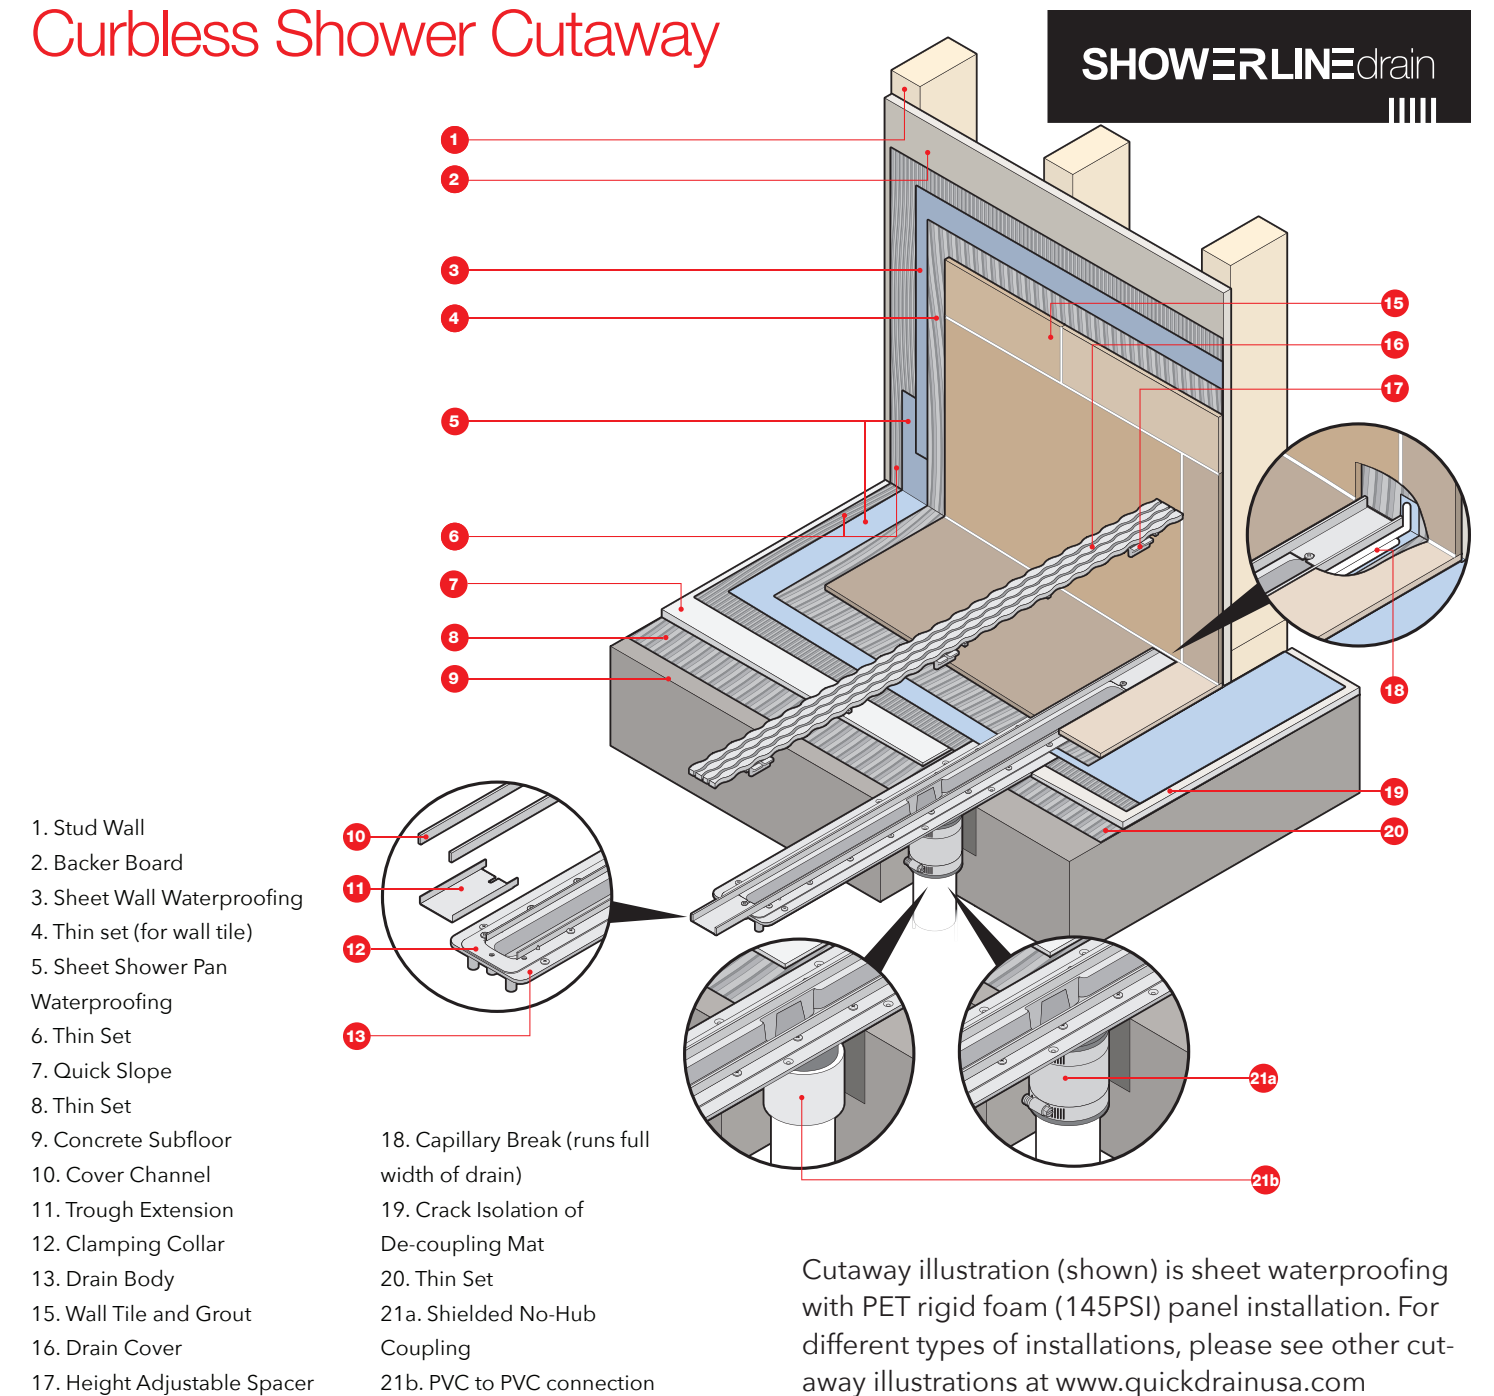 Curbless Shower Cutaway
SHOWERLINEdrain
1
2
3
4
5
6
7
8
9
15
16
17
18
19
20
10
11
12
13
21a
21b
1. Stud Wall
2. Backer Board
3. Sheet Wall Waterproofing
4. Thin set (for wall tile)
5. Sheet Shower Pan
Waterproofing
6. Thin Set
7. Quick Slope
8. Thin Set
9. Concrete Subfloor
10. Cover Channel
11. Trough Extension
12. Clamping Collar
13. Drain Body
15. Wall Tile and Grout
16. Drain Cover
17. Height Adjustable Spacer
18. Capillary Break (runs full
width of drain)
19. Crack Isolation of
De-coupling Mat
20. Thin Set
21a. Shielded No-Hub
Coupling
21b. PVC to PVC connection
Cutaway illustration (shown) is sheet waterproofing
with PET rigid foam (145PSI) panel installation. For
different types of installations, please see other cut-
away illustrations at www.quickdrainusa.com